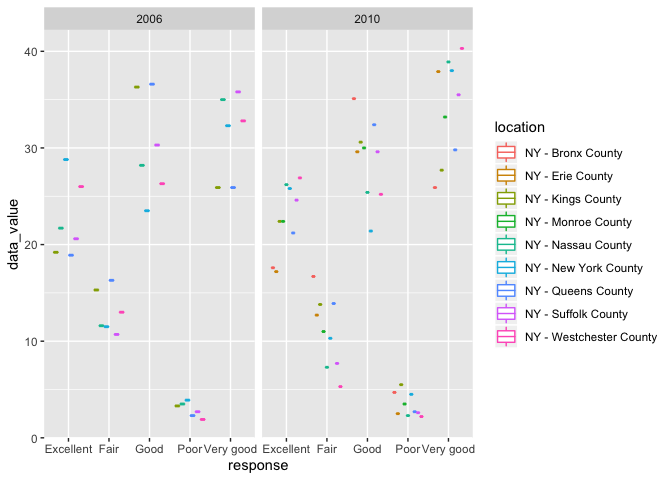 2006
2010
40
30
20
10
0
data_value
Excellent Fair Good Poor Very good
Excellent Fair Good Poor Very good
response
location
NY - Bronx County
NY - Erie County
NY - Kings County
NY - Monroe County
NY - Nassau County
NY - New York County
NY - Queens County
NY - Suffolk County
NY - Westchester County